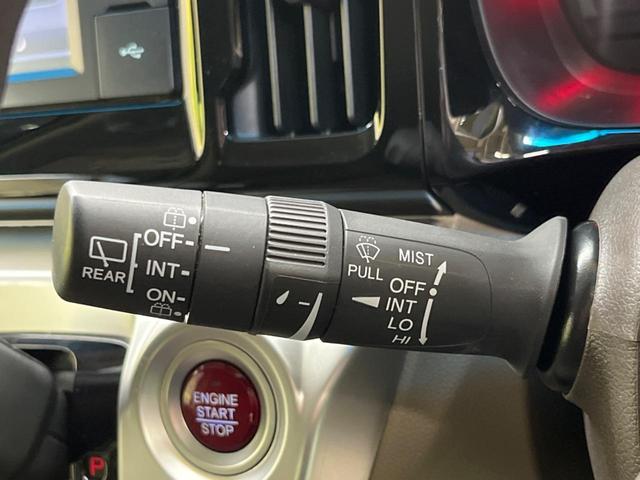 REAR
OFF
INT
ON
PULL
MIST
OFF
INT
LO
HI
ENGINE
START
STOP
P